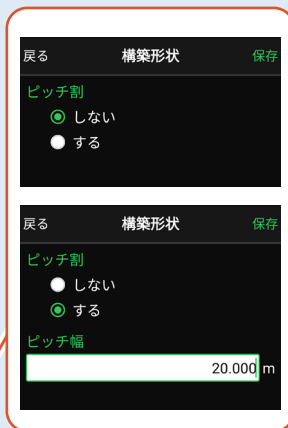 戻る 構築形状 保存
ピッチ割
しない
する
戻る 構築形状 保存
ピッチ割
しない
する
ピッチ幅
20.000 m